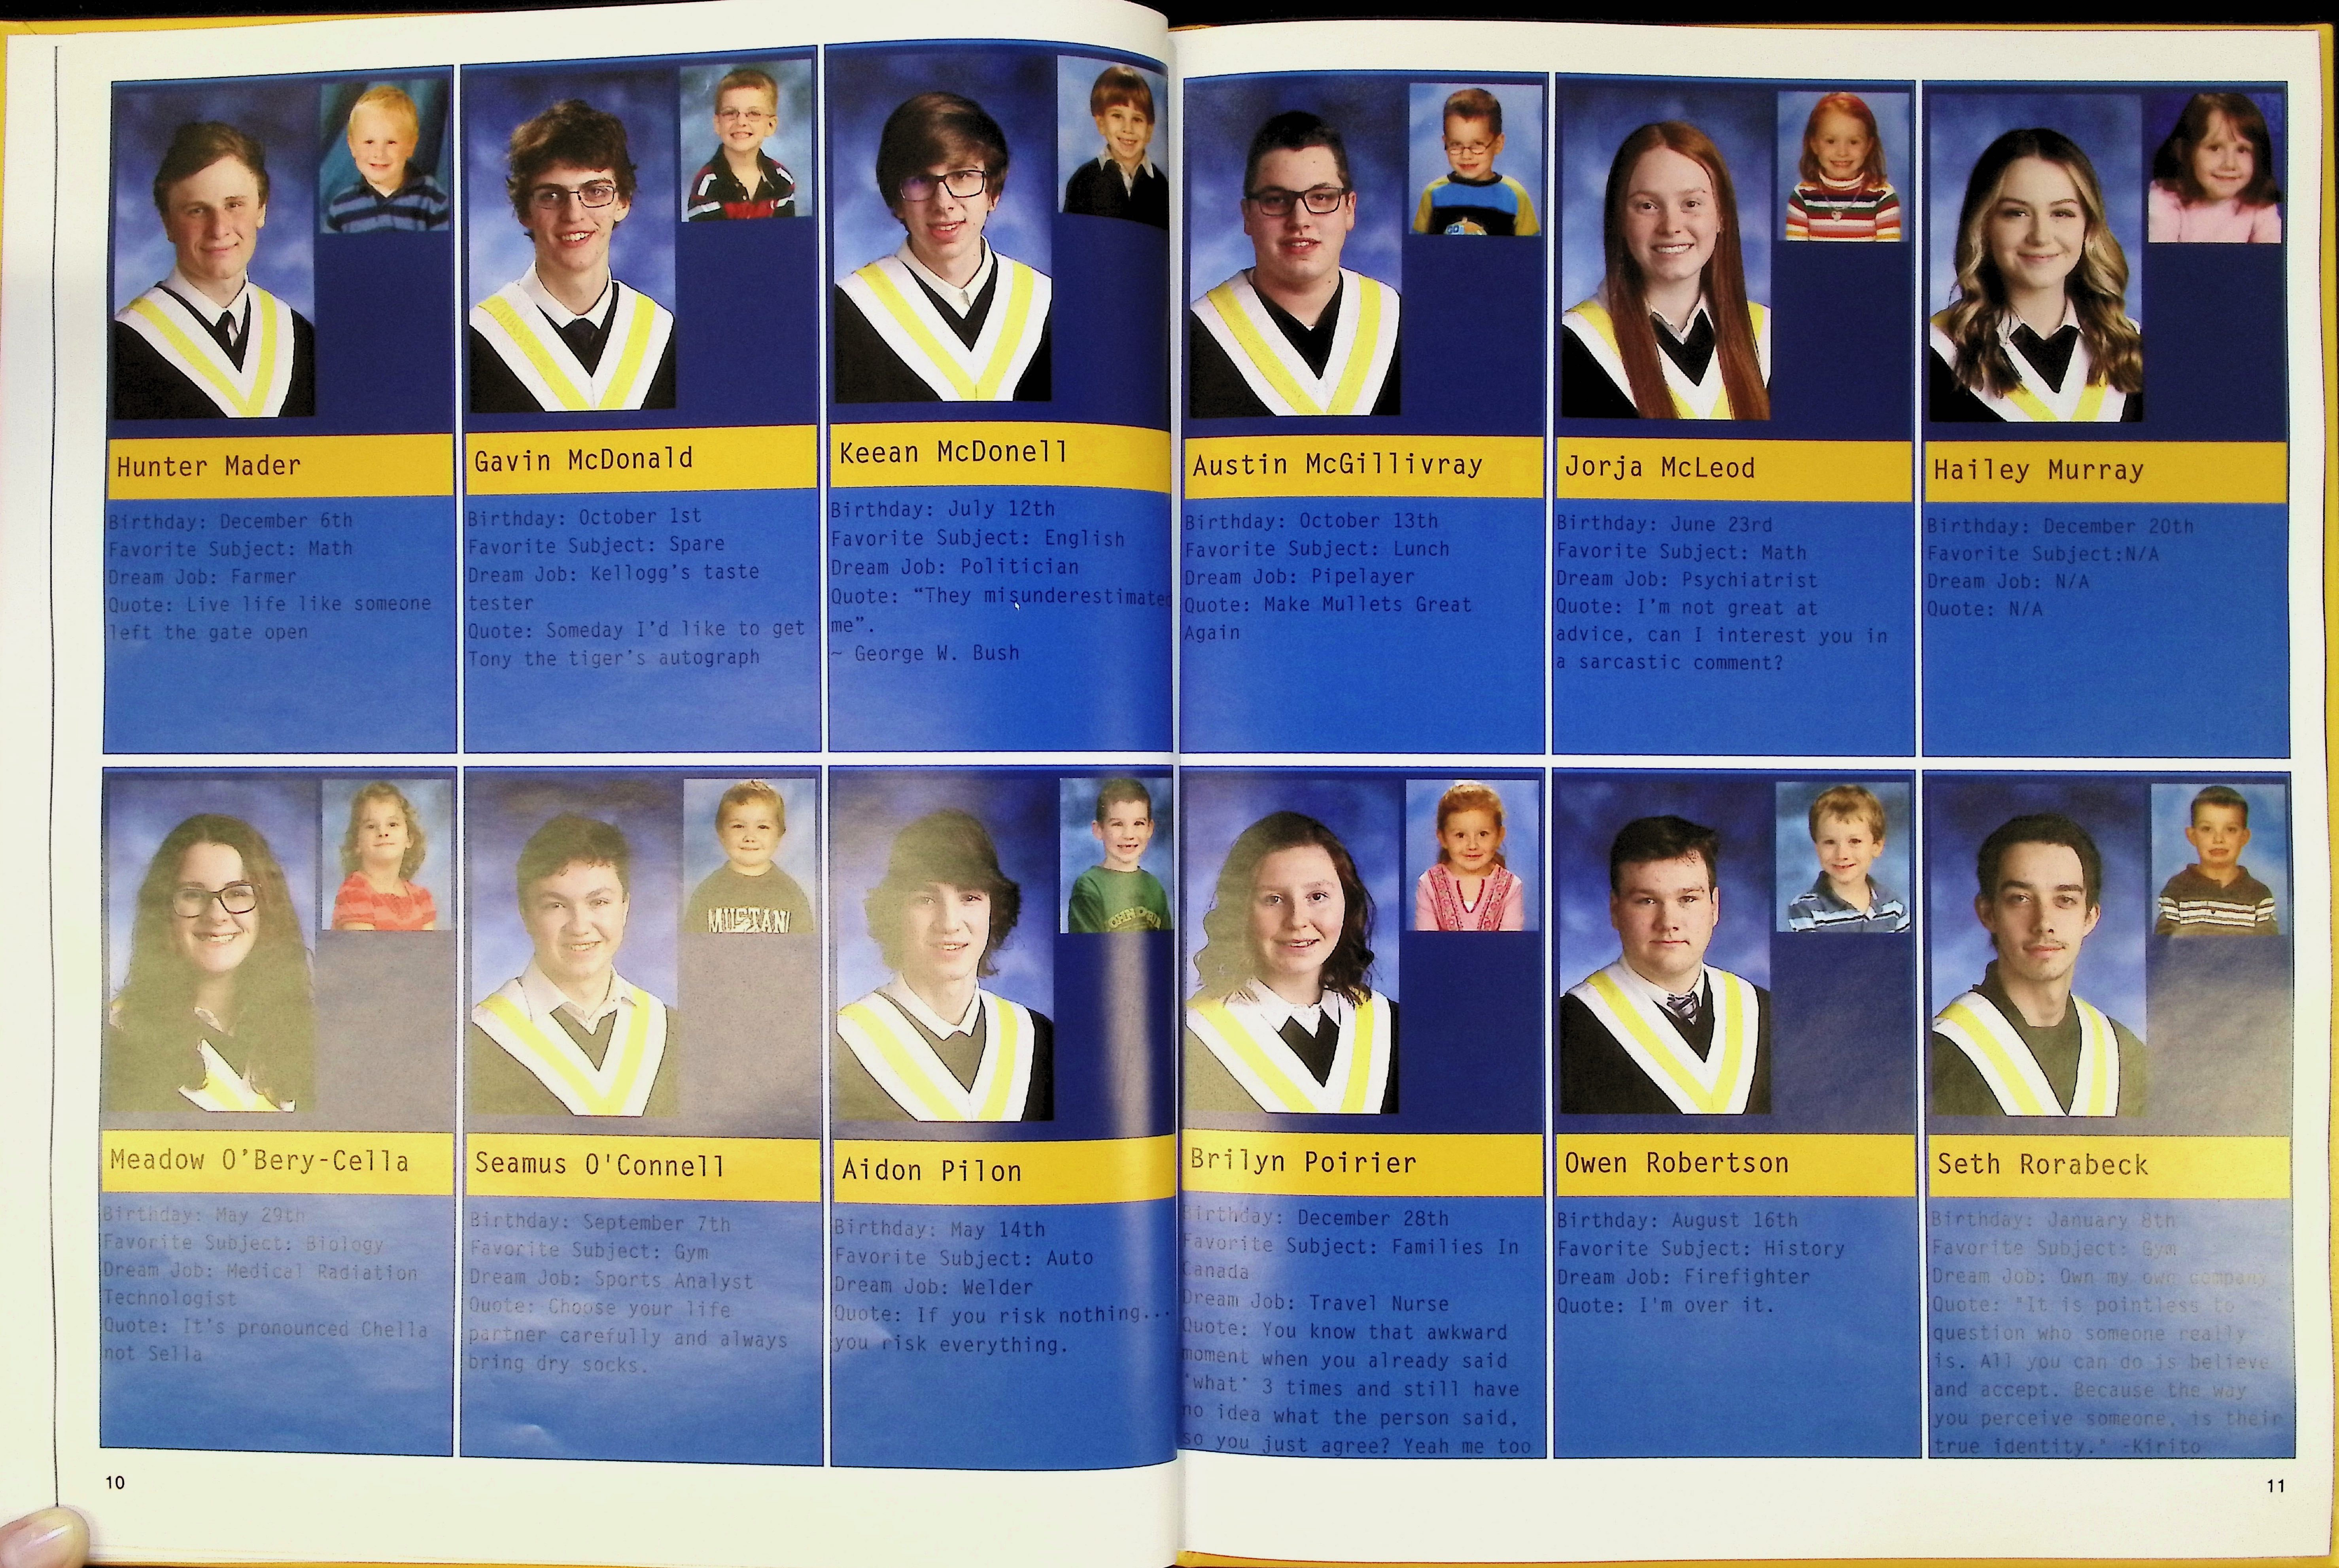 Hunter Mader
Birthday: December 6th
Favorite Subject: Math
Dream Job: Farmer
Quote: Live life like someone
left the gate open
Gavin McDonald
Birthday: October 1st
Favorite Subject: Spare
Dream Job: Kellogg's taste
tester
Quote: Someday I'd like to get
Tony the tiger's autograph
Keean McDonell
Birthday: July 12th
Favorite Subject: English
Dream Job: Politician
Quote: "They misunderestimated
me".
~ George W. Bush
Austin McGillivray
Birthday: October 13th
Favorite Subject: Lunch
Dream Job: Pipelayer
Quote: Make Mullets Great
Again
Jorja McLeod
Birthday: June 23rd
Favorite Subject: Math
Dream Job: Psychiatrist
Quote: I'm not great at
advice, can I interest you in
a sarcastic comment?
Hailey Murray
Birthday: December 20th
Favorite Subject:N/A
Dream Job: N/A
Quote: N/A
Meadow O'Bery-Cella
Birthday: May 29th
Favorite Subject: Biology
Dream Job: Medical Radiation
Technologist
Quote: It's pronounced Chella
not Sella
MUSTAN
Seamus O'Connell
Birthday: September 7th
Favorite Subject: Gym
Dream Job: Sports Analyst
Quote: Choose your life
partner carefully and always
bring dry socks.
Aidon Pilon
Birthday: May 14th
Favorite Subject: Auto
Dream Job: Welder
Quote: If you risk nothing...
you risk everything.
Brilyn Poirier
Birthday: December 28th
Favorite Subject: Families In
Canada
Dream Job: Travel Nurse
Quote: You know that awkward
moment when you already said
'what' 3 times and still have
no idea what the person said,
so you just agree? Yeah me too
Owen Robertson
Birthday: August 16th
Favorite Subject: History
Dream Job: Firefighter
Quote: I'm over it.
Seth Rorabeck
Birthday: January 8th
Favorite Subject: Gym
Dream Job: Own my own company
Quote: "It is pointless to
question who someone really
is. All you can do is believe
and accept. Because the way
you perceive someone, is their
true identity." -Kirito
10
11